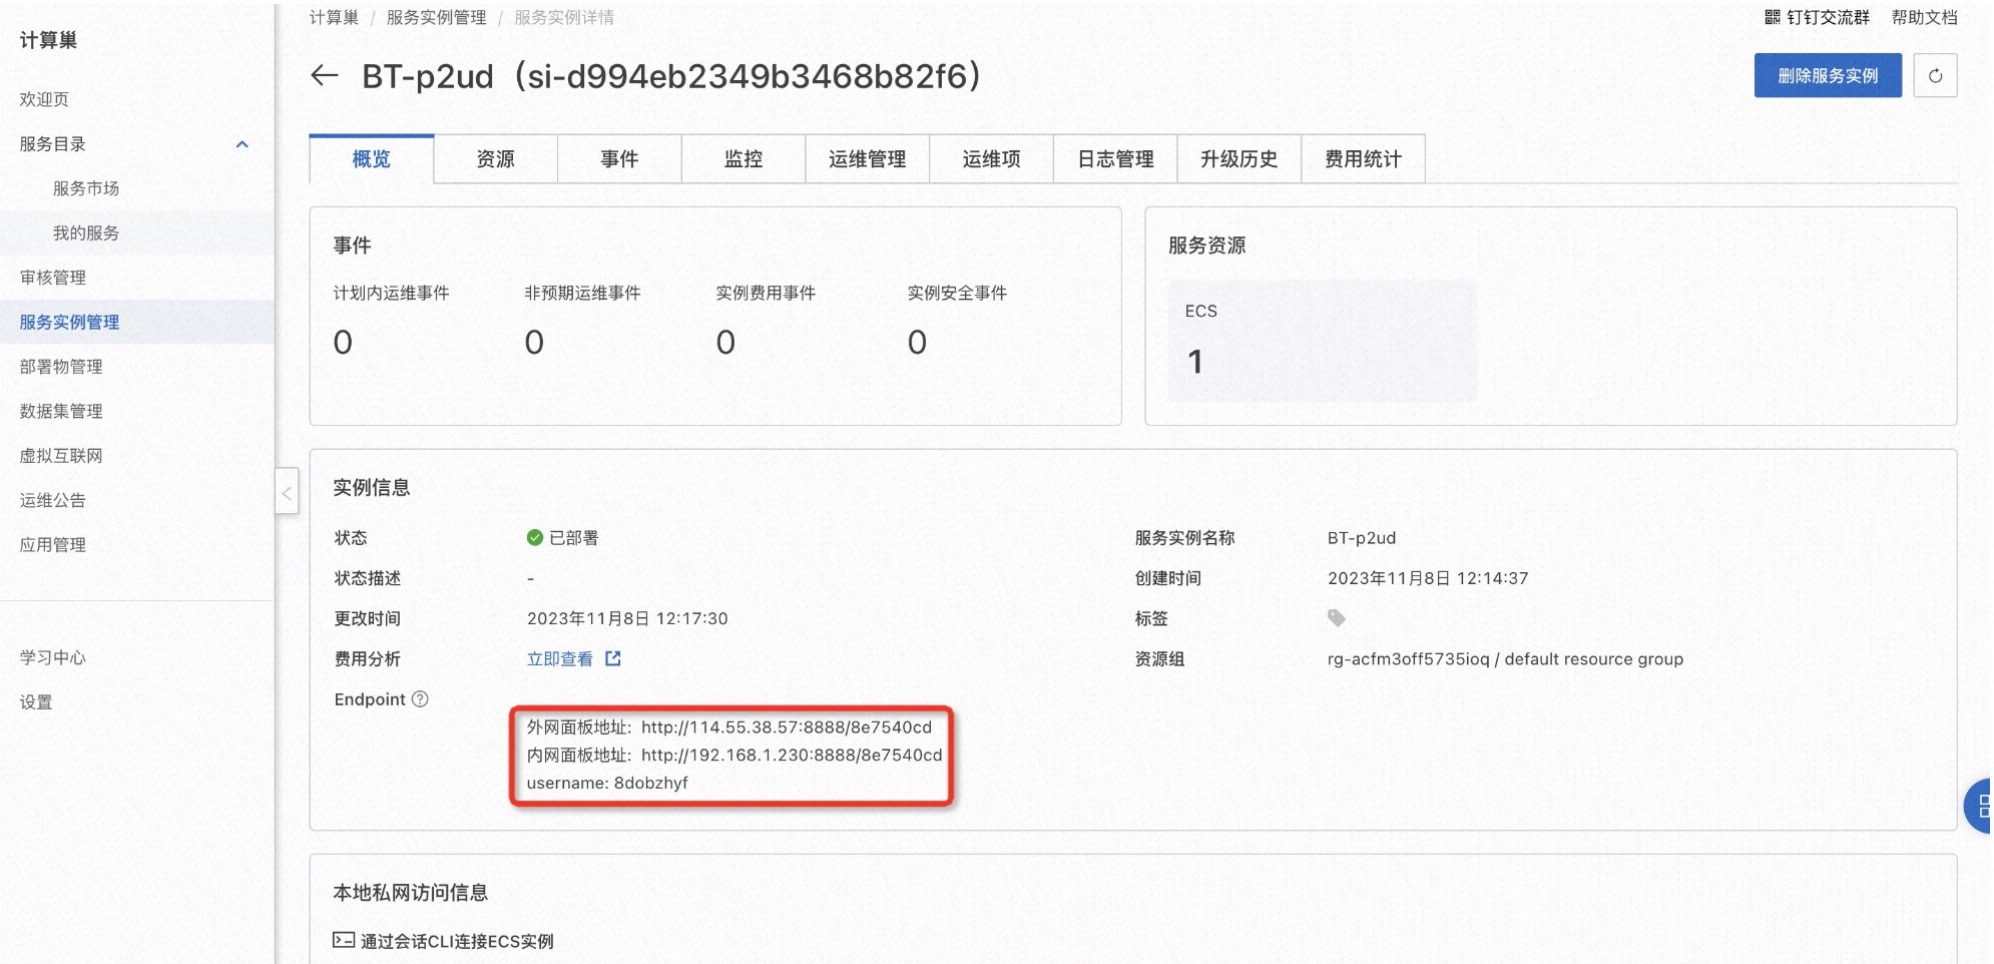 计算巢
欢迎页
服务目录
服务市场
我的服务
审核管理
服务实例管理
部署物管理
数据集管理
虚拟互联网
运维公告
应用管理
学习中心
设置
计算巢 / 服务实例管理 / 服务实例详情
钉钉交流群 帮助文档
BT-p2ud（si-d994eb2349b3468b82f6）
删除服务实例
概览 资源 事件 监控 运维管理 运维项 日志管理 升级历史 费用统计
事件
计划内运维事件 非预期运维事件 实例费用事件 实例安全事件
0 0 0 0
服务资源
ECS
1
实例信息
状态 已部署 服务实例名称 BT-p2ud
状态描述 - 创建时间 2023年11月8日 12:14:37
更改时间 2023年11月8日 12:17:30 标签
费用分析 立即查看 资源组 rg-acfm3off5735ioq / default resource group
Endpoint
外网面板地址: http://114.55.38.57:8888/8e7540cd
内网面板地址: http://192.168.1.230:8888/8e7540cd
username: 8dobzhyf
本地私网访问信息
通过会话CLI连接ECS实例